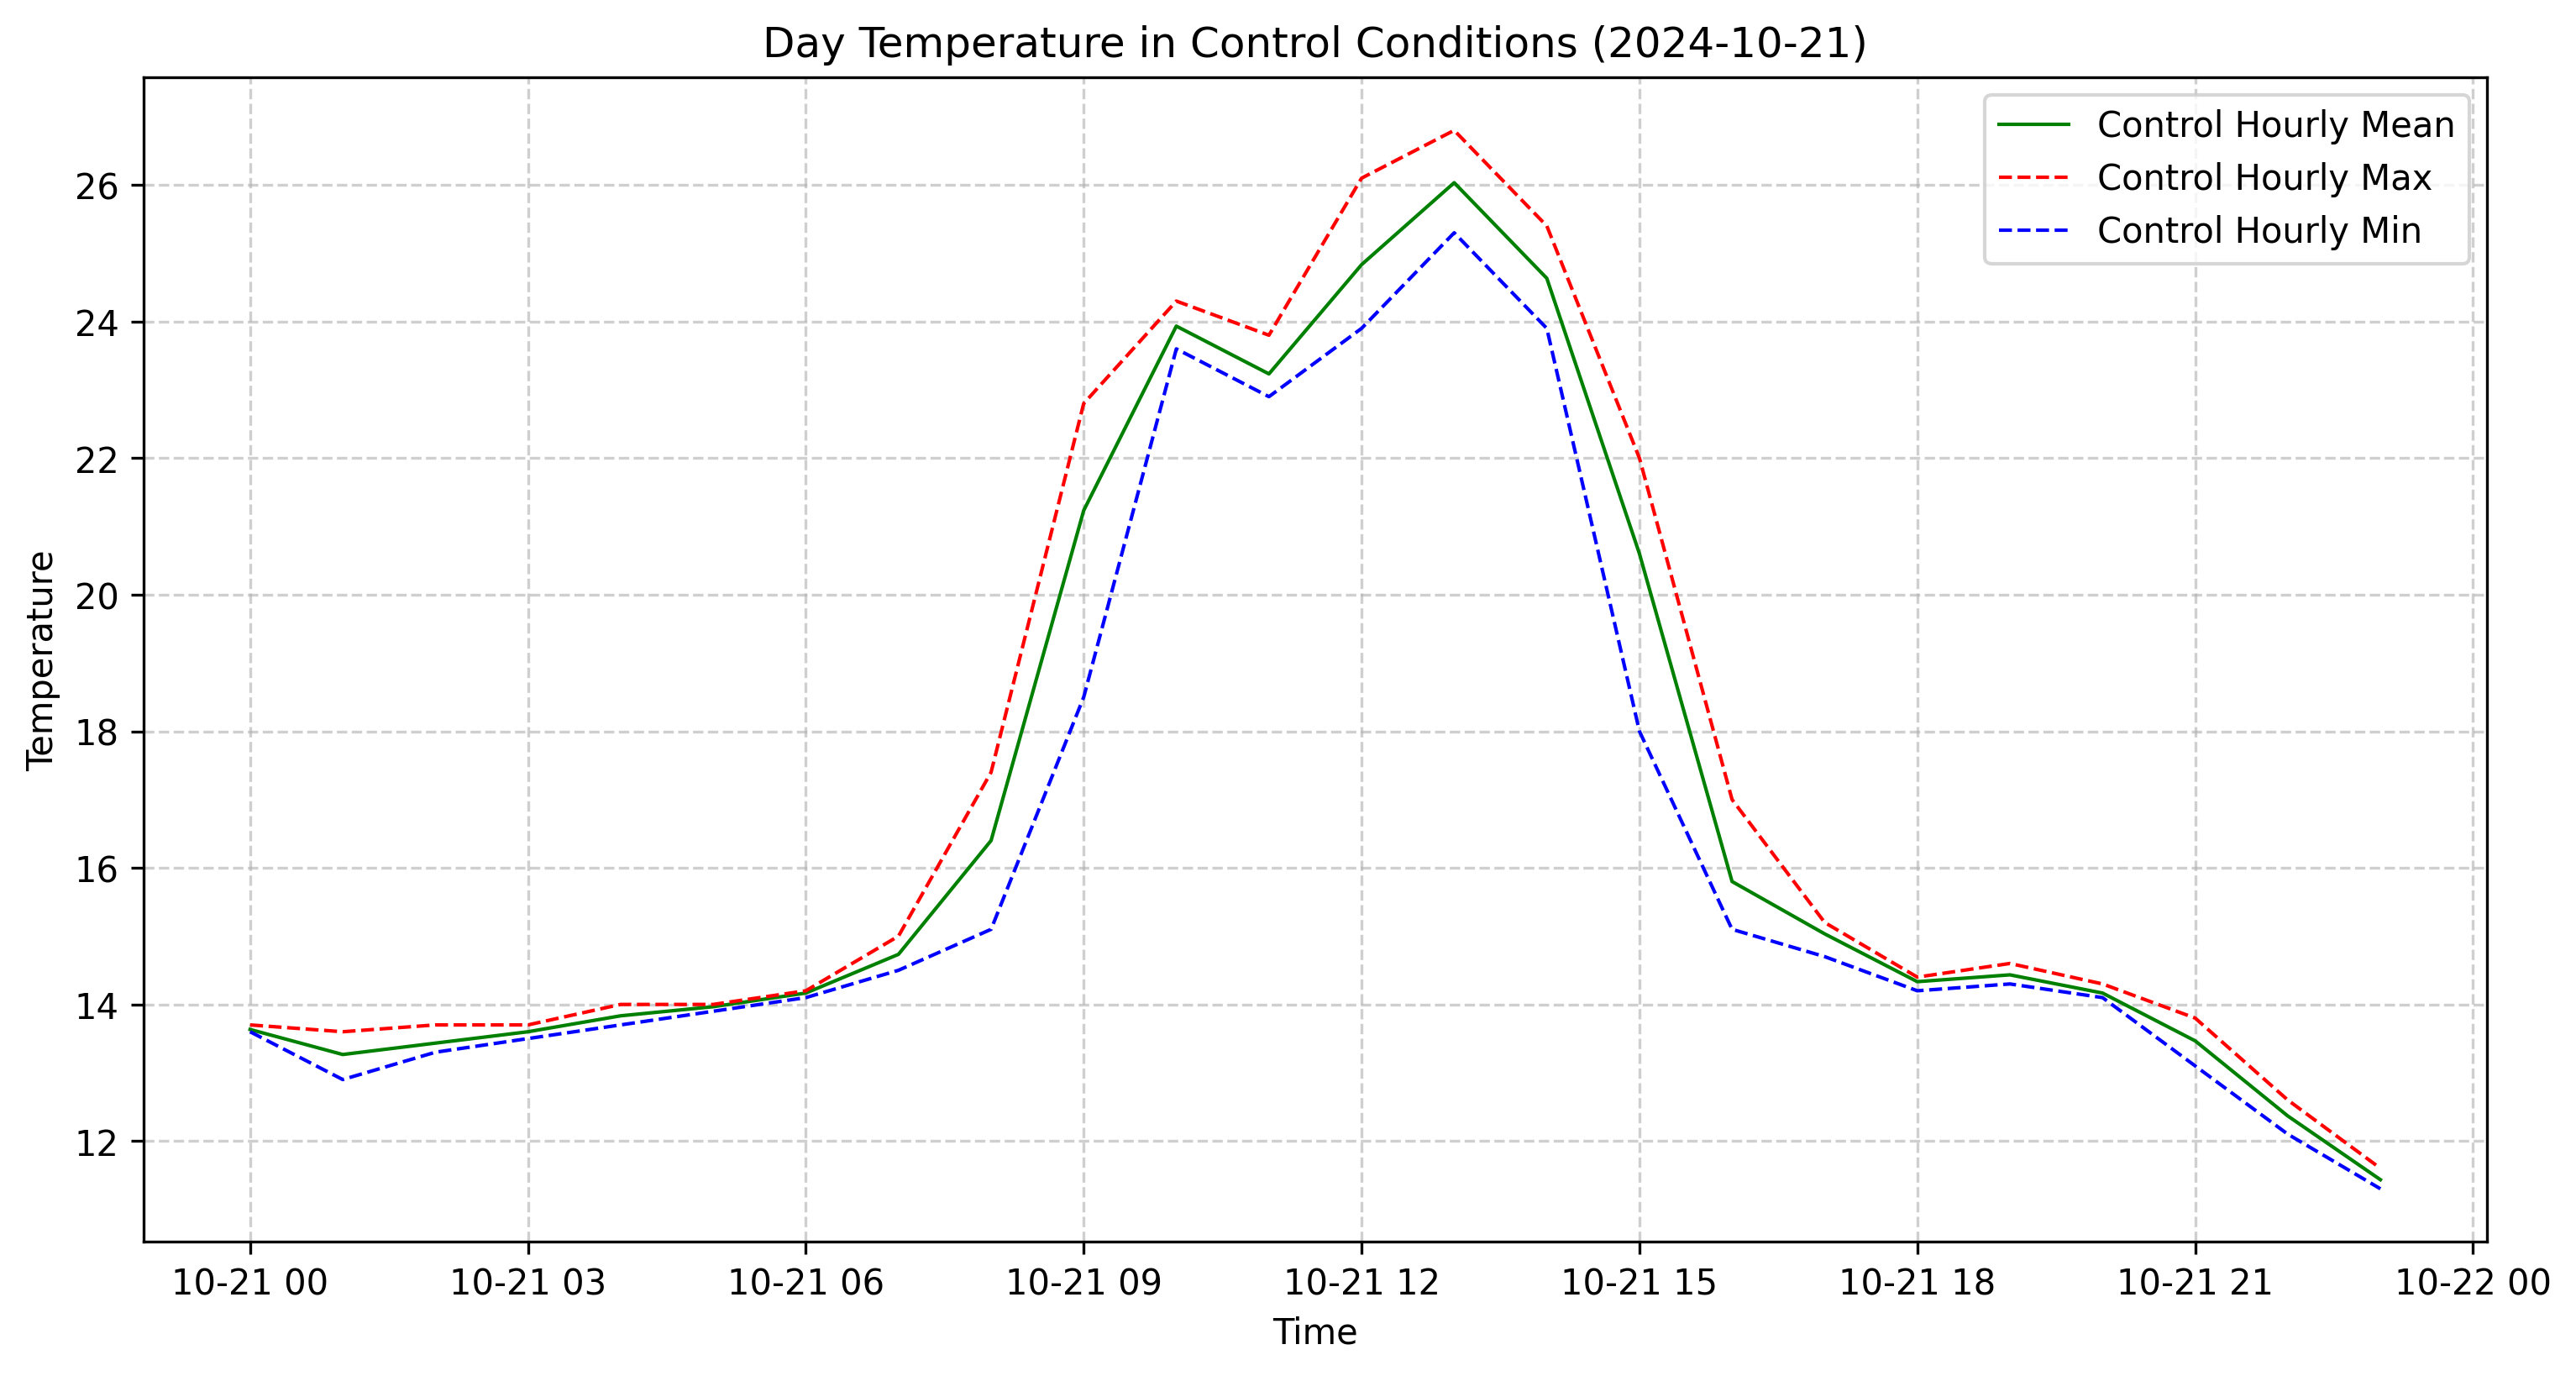 Day Temperature in Control Conditions (2024-10-21)
Control Hourly Mean
Control Hourly Max
Control Hourly Min
Temperature
26
24
22
20
18
16
14
12
10-21 00
10-21 03
10-21 06
10-21 09
10-21 12
10-21 15
10-21 18
10-21 21
10-22 00
Time